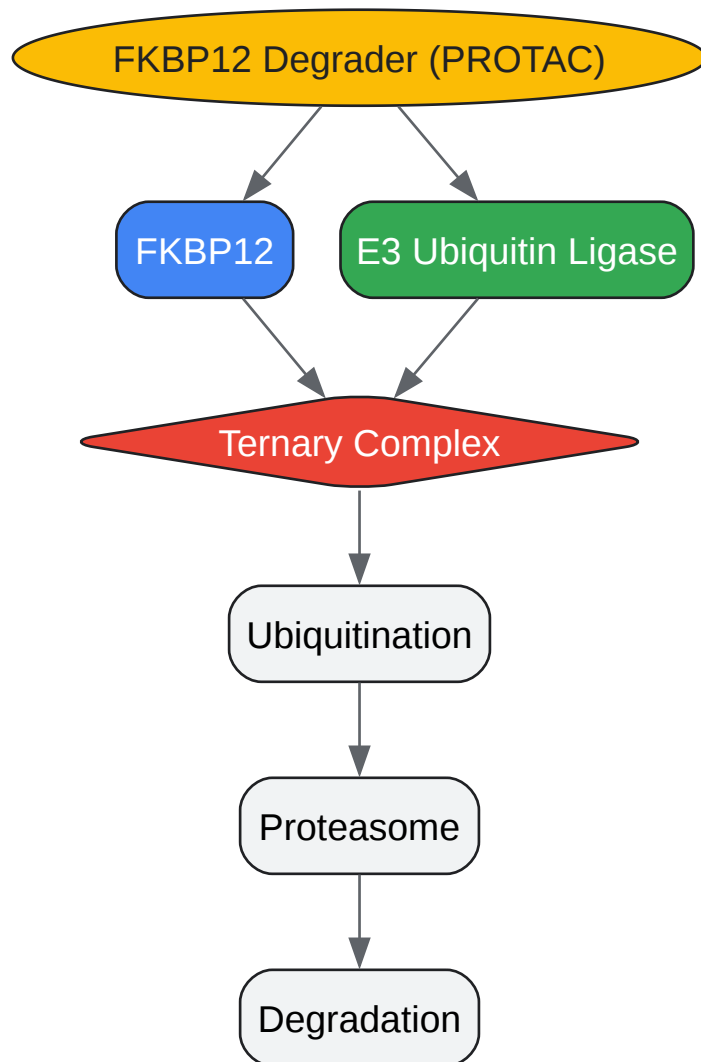 FKBP12 Degrader (PROTAC)
FKBP12
E3 Ubiquitin Ligase
Ternary Complex
Ubiquitination
Proteasome
Degradation